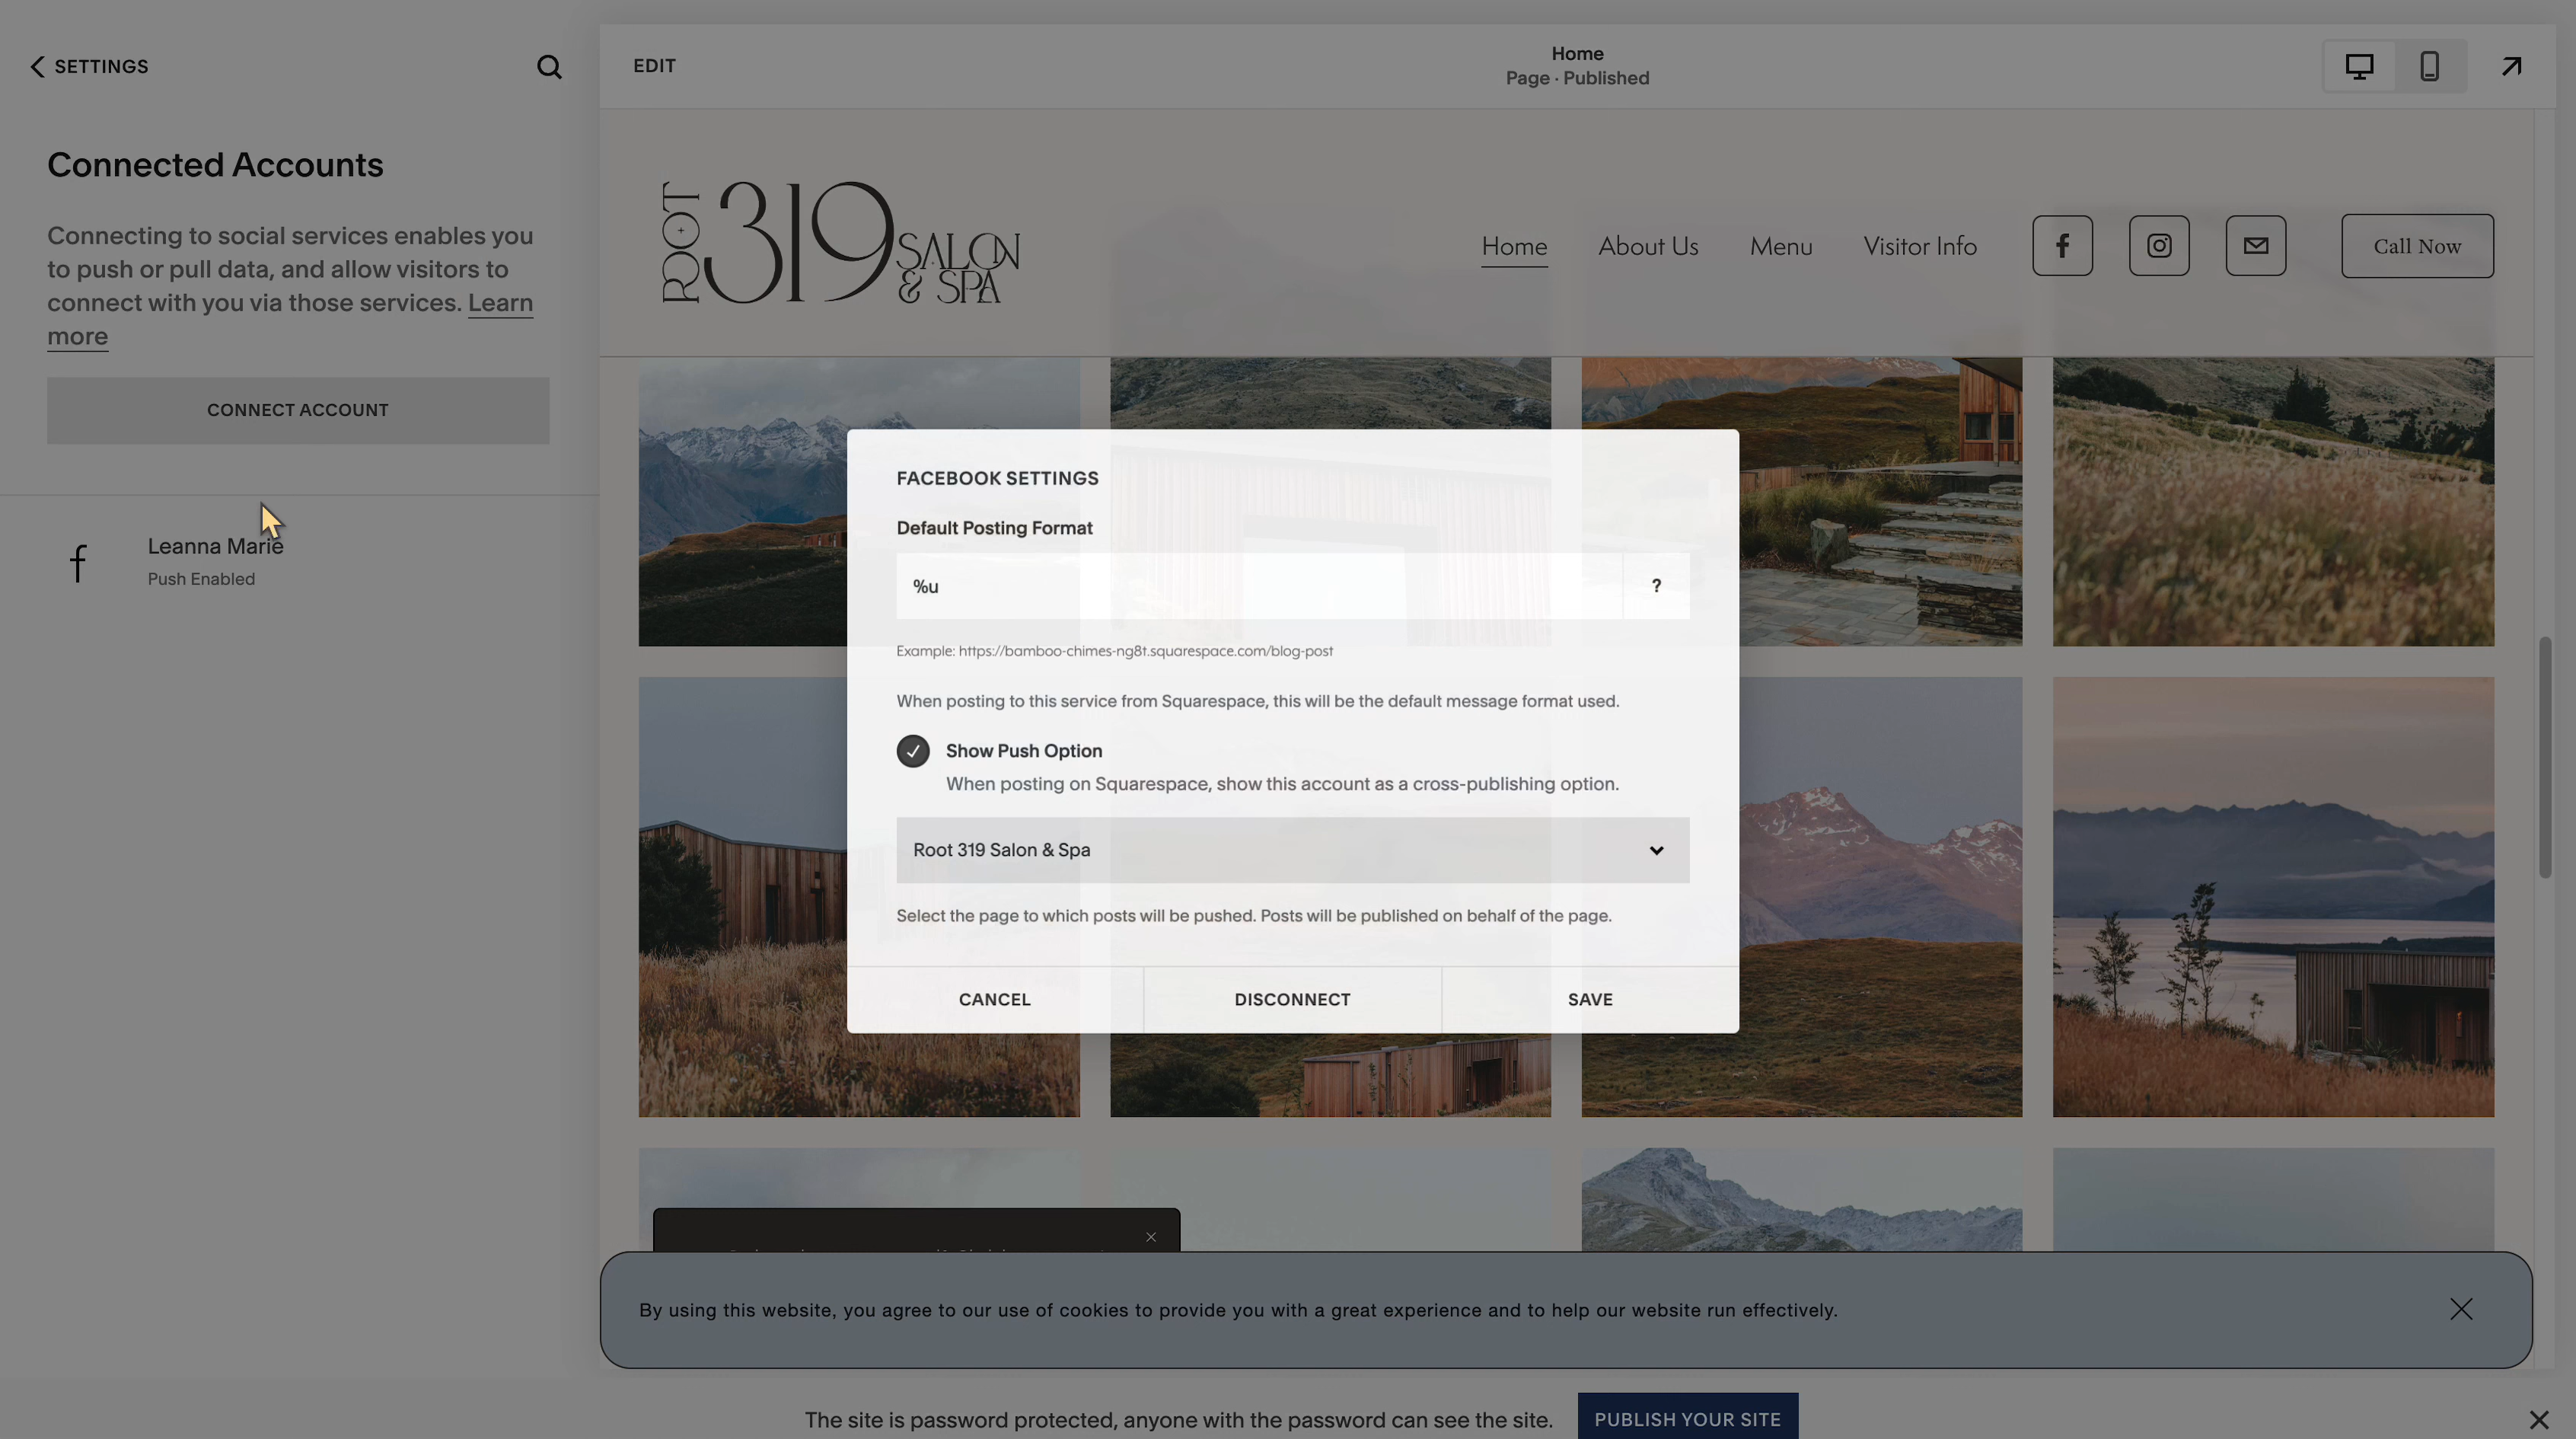 SETTINGS
Connected Accounts
Connecting to social services enables you
to push or pull data, and allow visitors to
connect with you via those services. Learn
more
CONNECT ACCOUNT
Leanna Marie
Push Enabled
EDIT
Home
Page · Published
ROOT 319 SALON & SPA
Home
About Us
Menu
Visitor Info
Call Now
FACEBOOK SETTINGS
Default Posting Format
%u
?
Example: https://bamboo-chimes-ng8t.squarespace.com/blog-post
When posting to this service from Squarespace, this will be the default message format used.
Show Push Option
When posting on Squarespace, show this account as a cross-publishing option.
Root 319 Salon & Spa
Select the page to which posts will be pushed. Posts will be published on behalf of the page.
CANCEL
DISCONNECT
SAVE
By using this website, you agree to our use of cookies to provide you with a great experience and to help our website run effectively.
The site is password protected, anyone with the password can see the site.
PUBLISH YOUR SITE